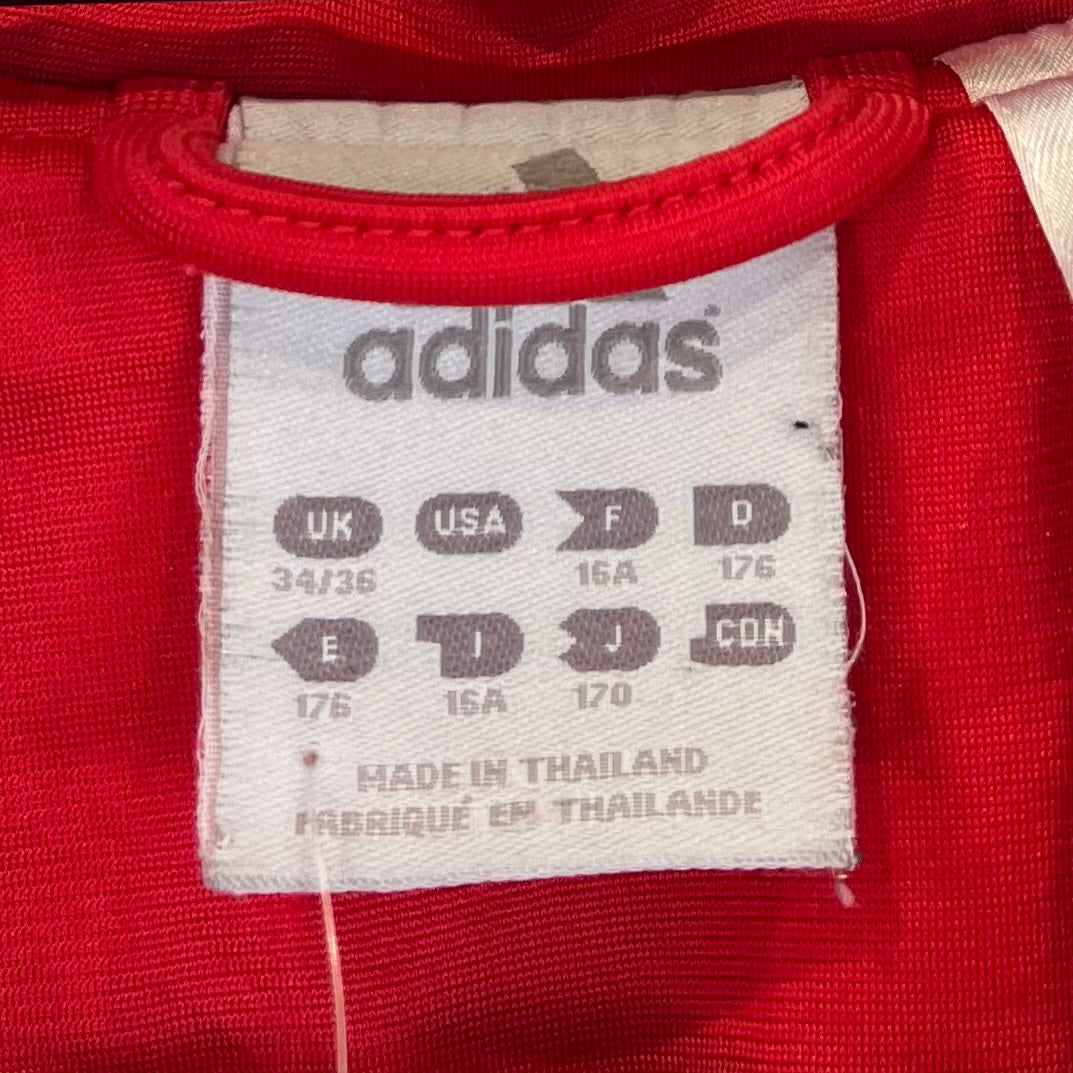 adidas®
UK USA F D
34/36 16A 176
E I J CDN
176 16A 170
MADE IN THAILAND
FABRIQUÉ EN THAILANDE